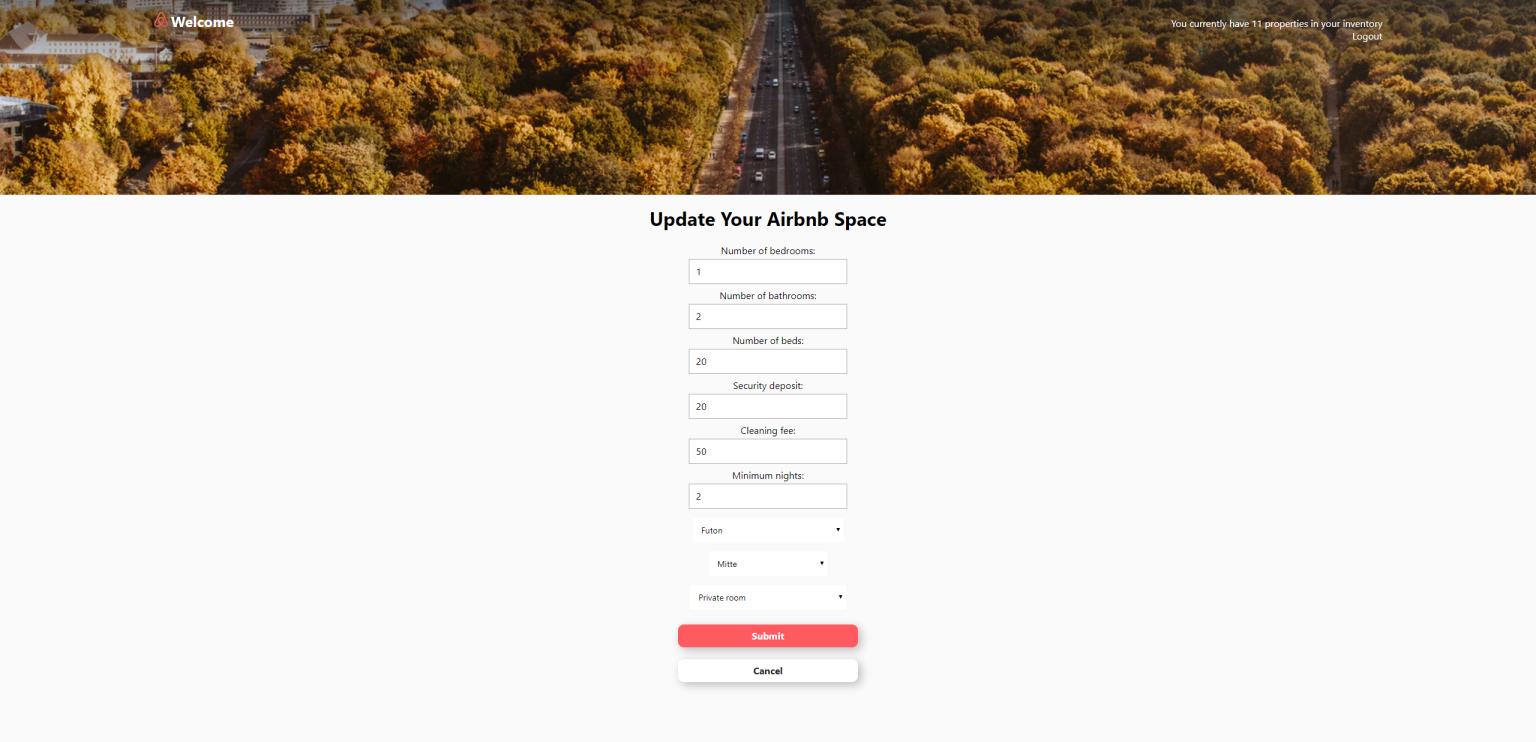 Welcome
You currently have 11 properties in your inventory
Logout
Update Your Airbnb Space
Number of bedrooms:
1
Number of bathrooms:
2
Number of beds:
20
Security deposit:
20
Cleaning fee:
50
Minimum nights:
2
Futon
Mitte
Private room
Submit
Cancel